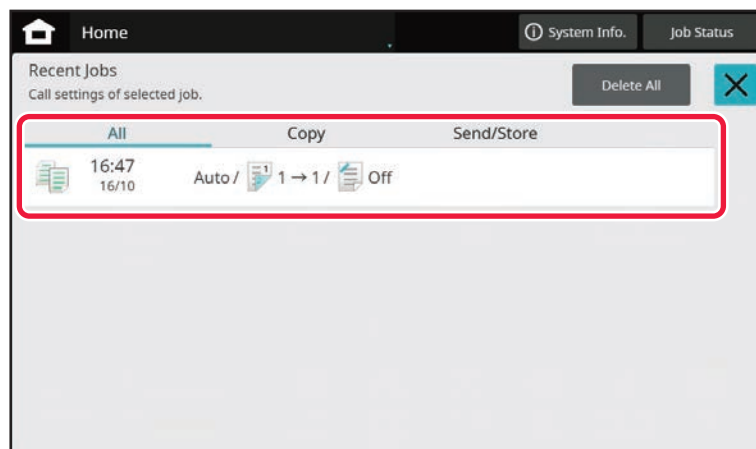 Home
System Info.
Job Status
Recent Jobs
Call settings of selected job.
Delete All
All
Copy
Send/Store
16:47
16/10
Auto / 1 1 → 1 / Off